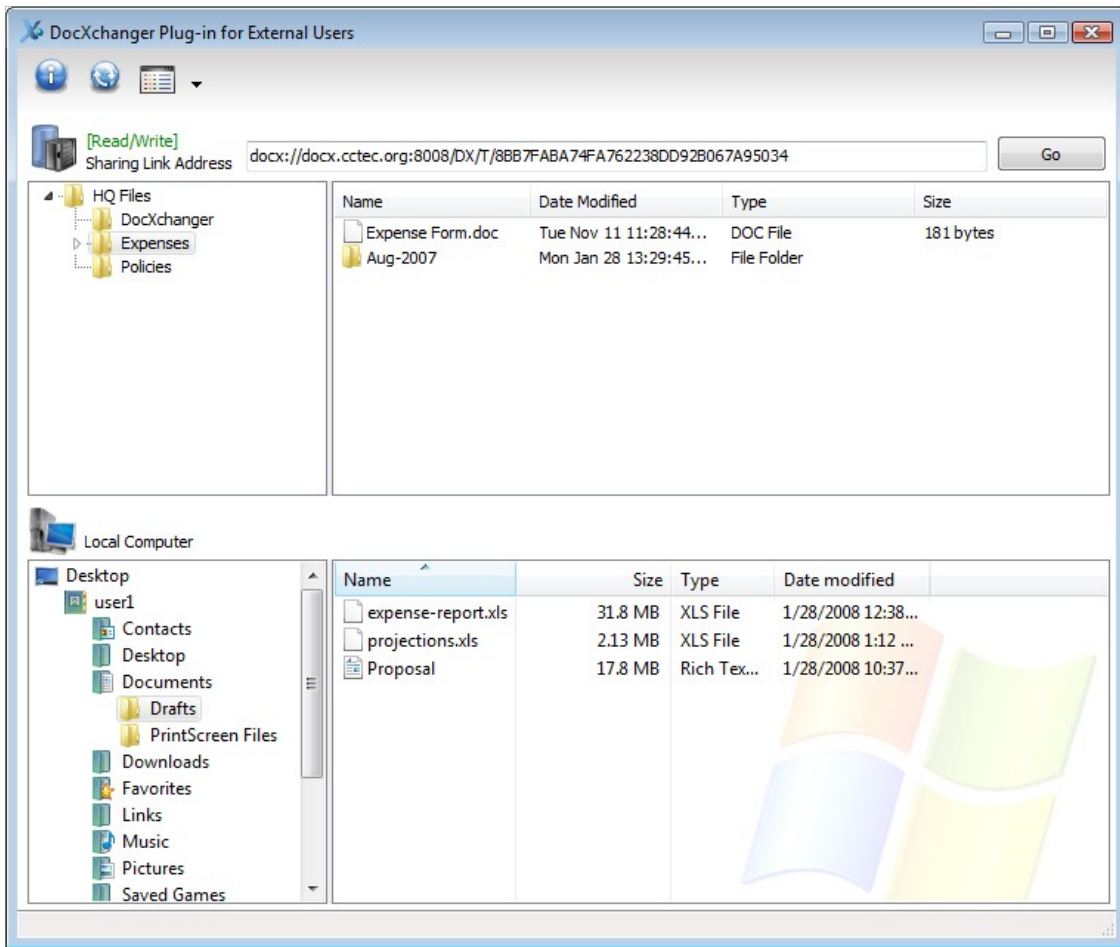 DocXchanger Plug-in for External Users
[Read/Write]
Sharing Link Address docx://docx.cctec.org:8008/DX/T/8BB7FABA74FA762238DD92B067A95034 Go
HQ Files
DocXchanger
Expenses
Policies
Name Date Modified Type Size
Expense Form.doc Tue Nov 11 11:28:44... DOC File 181 bytes
Aug-2007 Mon Jan 28 13:29:45... File Folder
Local Computer
Desktop
user1
Contacts
Desktop
Documents
Drafts
PrintScreen Files
Downloads
Favorites
Links
Music
Pictures
Saved Games
Name Size Type Date modified
expense-report.xls 31.8 MB XLS File 1/28/2008 12:38...
projections.xls 2.13 MB XLS File 1/28/2008 1:12 ...
Proposal 17.8 MB Rich Tex... 1/28/2008 10:37...